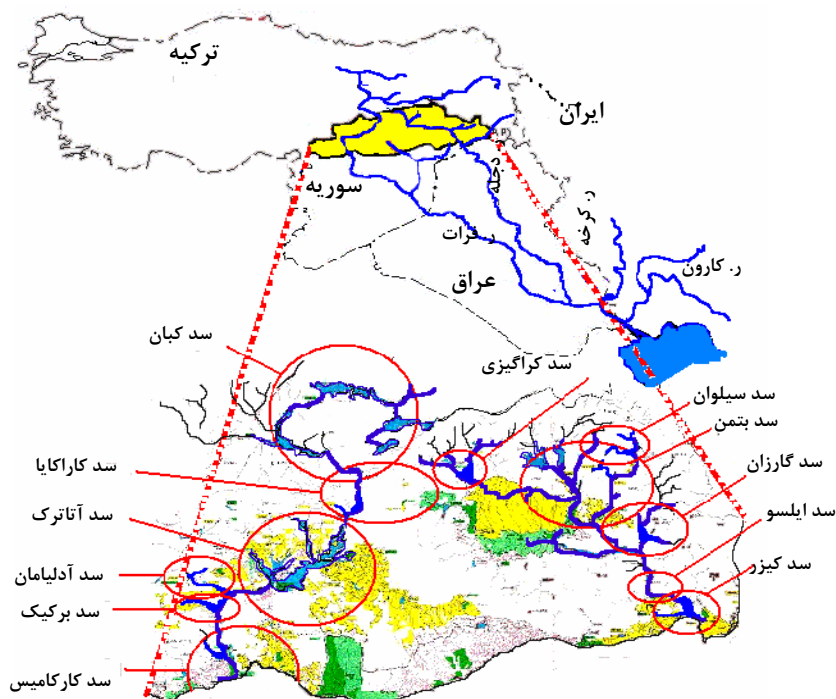 ترکیه
ایران
سوریه
ر. دجله
ر. کرخه
ر. فرات
ر. کارون
عراق
سد کبان
سد کراگیزی
سد سیلوان
سد بتمن
سد کاراکایا
سد گارزان
سد آتاترک
سد ایلسو
سد کیزر
سد آدلیامان
سد برکیک
سد کارکامیس